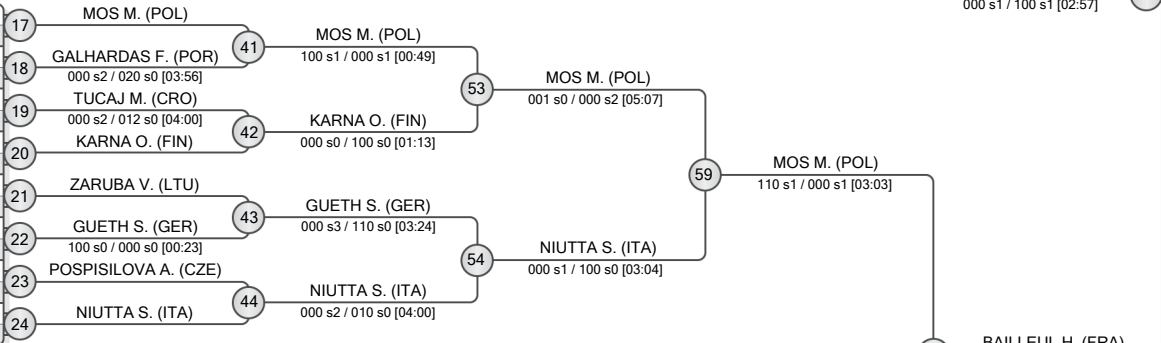 000 s1 / 100 s1 [02:57]
17
MOS M. (POL)
18
GALHARDAS F. (POR)
000 s2 / 020 s0 [03:56]
41
MOS M. (POL)
100 s1 / 000 s1 [00:49]
19
TUCAJ M. (CRO)
000 s2 / 012 s0 [04:00]
20
KARNA O. (FIN)
42
KARNA O. (FIN)
000 s0 / 100 s0 [01:13]
53
MOS M. (POL)
001 s0 / 000 s2 [05:07]
21
ZARUBA V. (LTU)
22
GUETH S. (GER)
100 s0 / 000 s0 [00:23]
43
GUETH S. (GER)
000 s3 / 110 s0 [03:24]
23
POSPISILOVA A. (CZE)
24
NIUTTA S. (ITA)
44
NIUTTA S. (ITA)
000 s2 / 010 s0 [04:00]
54
NIUTTA S. (ITA)
000 s1 / 100 s0 [03:04]
59
MOS M. (POL)
110 s1 / 000 s1 [03:03]
BAILLEUL H. (FRA)